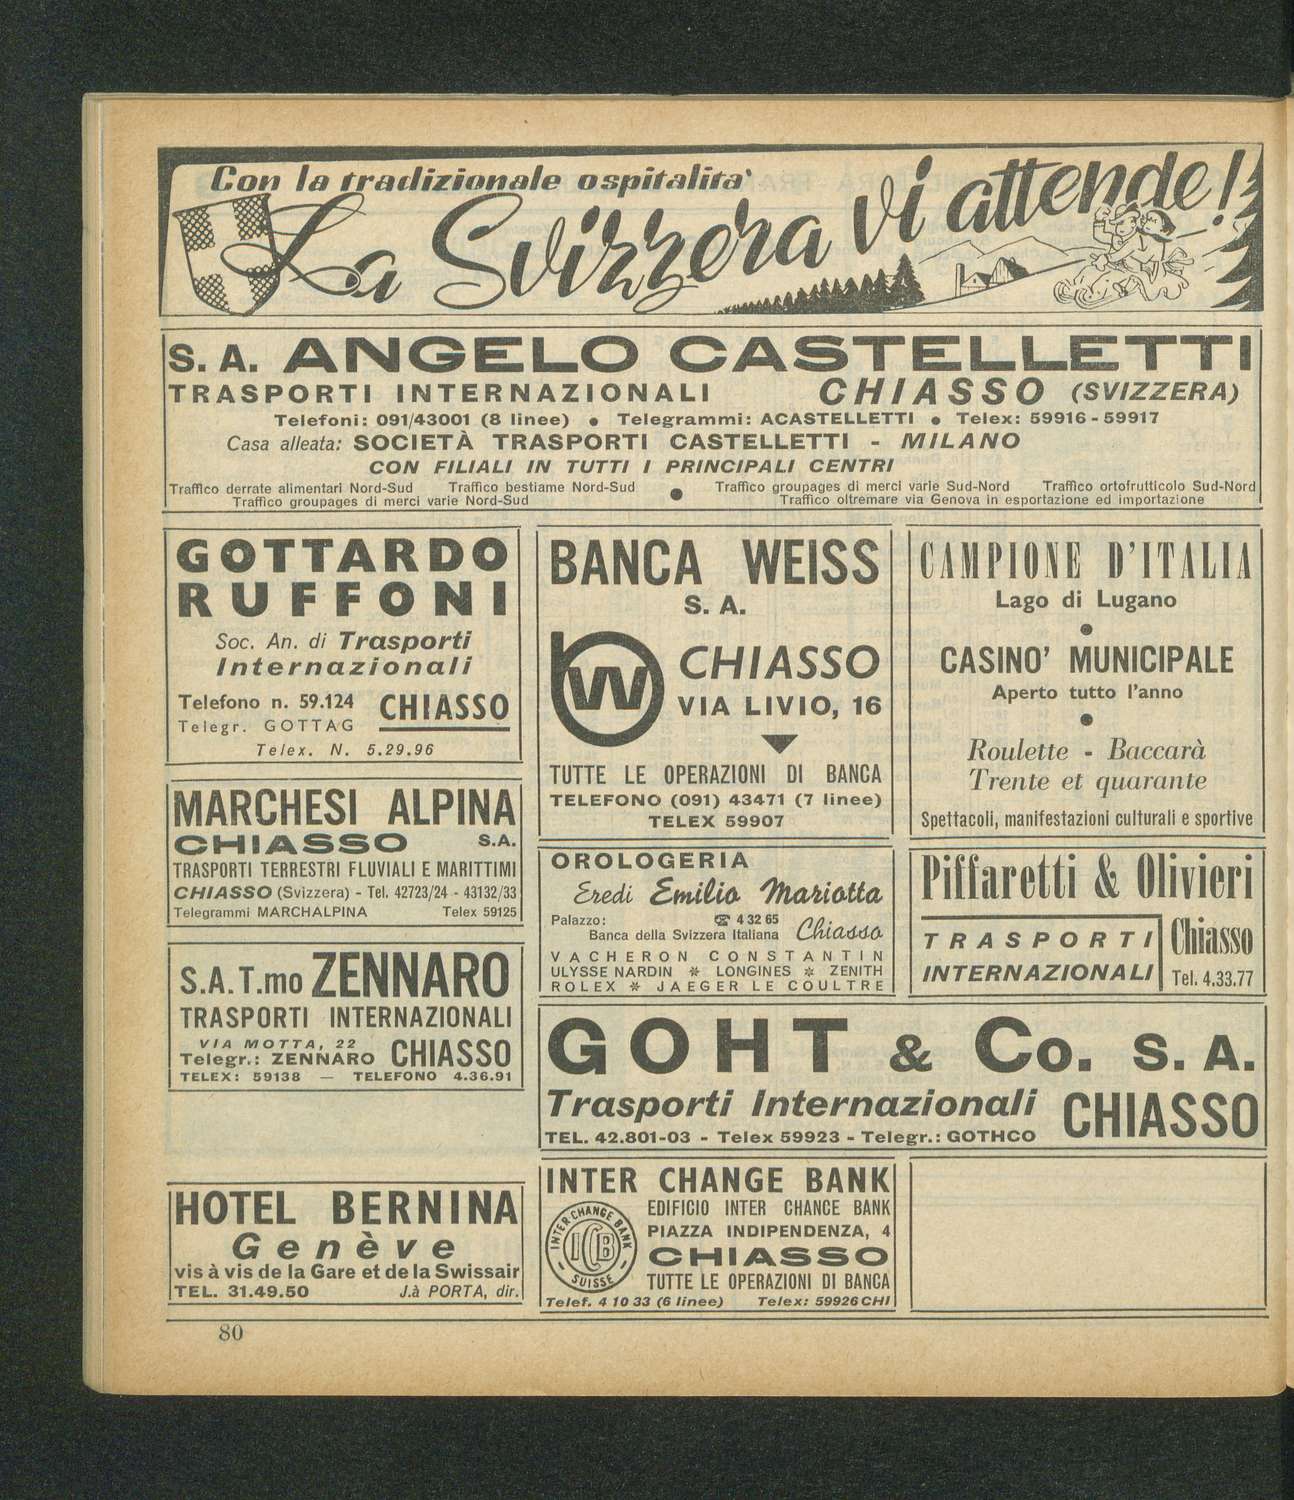 Con la tradizionale ospitalita'
La Svizzera vi attende!
S. A. ANGELO CASTELLETTI
TRASPORTI INTERNAZIONALI CHIASSO (SVIZZERA)
Telefoni: 091/43001 (8 linee) ● Telegrammi: ACASTELLETTI ● Telex: 59916 - 59917
Casa alleata: SOCIETÀ TRASPORTI CASTELLETTI - MILANO
CON FILIALI IN TUTTI I PRINCIPALI CENTRI
Traffico derrate alimentari Nord-Sud Traffico bestiame Nord-Sud
Traffico groupages di merci varie Nord-Sud
●
Traffico groupages di merci varie Sud-Nord Traffico ortofrutticolo Sud-Nord
Traffico oltremare via Genova in esportazione ed importazione
GOTTARDO
RUFFONI
Soc. An. di Trasporti
Internazionali
Telefono n. 59.124 CHIASSO
Telegr. GOTTAG
Telex. N. 5.29.96
MARCHESI ALPINA
CHIASSO S.A.
TRASPORTI TERRESTRI FLUVIALI E MARITTIMI
CHIASSO (Svizzera) - Tel. 42723/24 - 43132/33
Telegrammi MARCHALPINA Telex 59125
S.A.T.mo ZENNARO
TRASPORTI INTERNAZIONALI
VIA MOTTA, 22
Telegr.: ZENNARO CHIASSO
TELEX: 59138 — TELEFONO 4.36.91
HOTEL BERNINA
Genève
vis à vis de la Gare et de la Swissair
TEL. 31.49.50 J.à PORTA, dir.
BANCA WEISS
S. A.
bw
CHIASSO
VIA LIVIO, 16
TUTTE LE OPERAZIONI DI BANCA
TELEFONO (091) 43471 (7 linee)
TELEX 59907
CAMPIONE D'ITALIA
Lago di Lugano
●
CASINO' MUNICIPALE
Aperto tutto l'anno
●
Roulette - Baccarà
Trente et quarante
Spettacoli, manifestazioni culturali e sportive
OROLOGERIA
Eredi Emilio Mariotta
Palazzo: ☎ 4 32 65
Banca della Svizzera Italiana Chiasso
VACHERON CONSTANTIN
ULYSSE NARDIN * LONGINES * ZENITH
ROLEX * JAEGER LE COULTRE
Piffaretti & Olivieri
TRASPORTI
INTERNAZIONALI
Chiasso
Tel. 4.33.77
GOHT & Co. S. A.
Trasporti Internazionali CHIASSO
TEL. 42.801-03 - Telex 59923 - Telegr.: GOTHCO
INTER CHANGE BANK
INTER CHANGE BANK
ICB
SUISSE
EDIFICIO INTER CHANCE BANK
PIAZZA INDIPENDENZA, 4
CHIASSO
TUTTE LE OPERAZIONI DI BANCA
Telef. 4 10 33 (6 linee) Telex: 59926 CHI
80